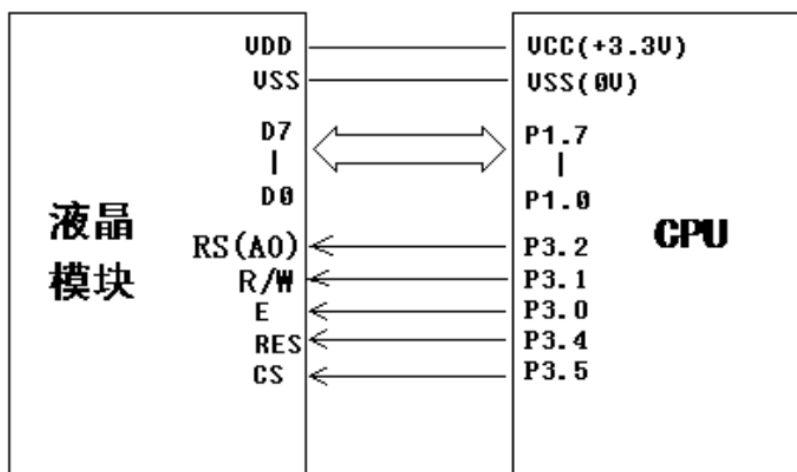 VDD VCC(+3.3V)
VSS VSS(0V)
D7 P1.7
| |
D0 P1.0
液晶
模块
CPU
RS(A0) P3.2
R/W P3.1
E P3.0
RES P3.4
CS P3.5